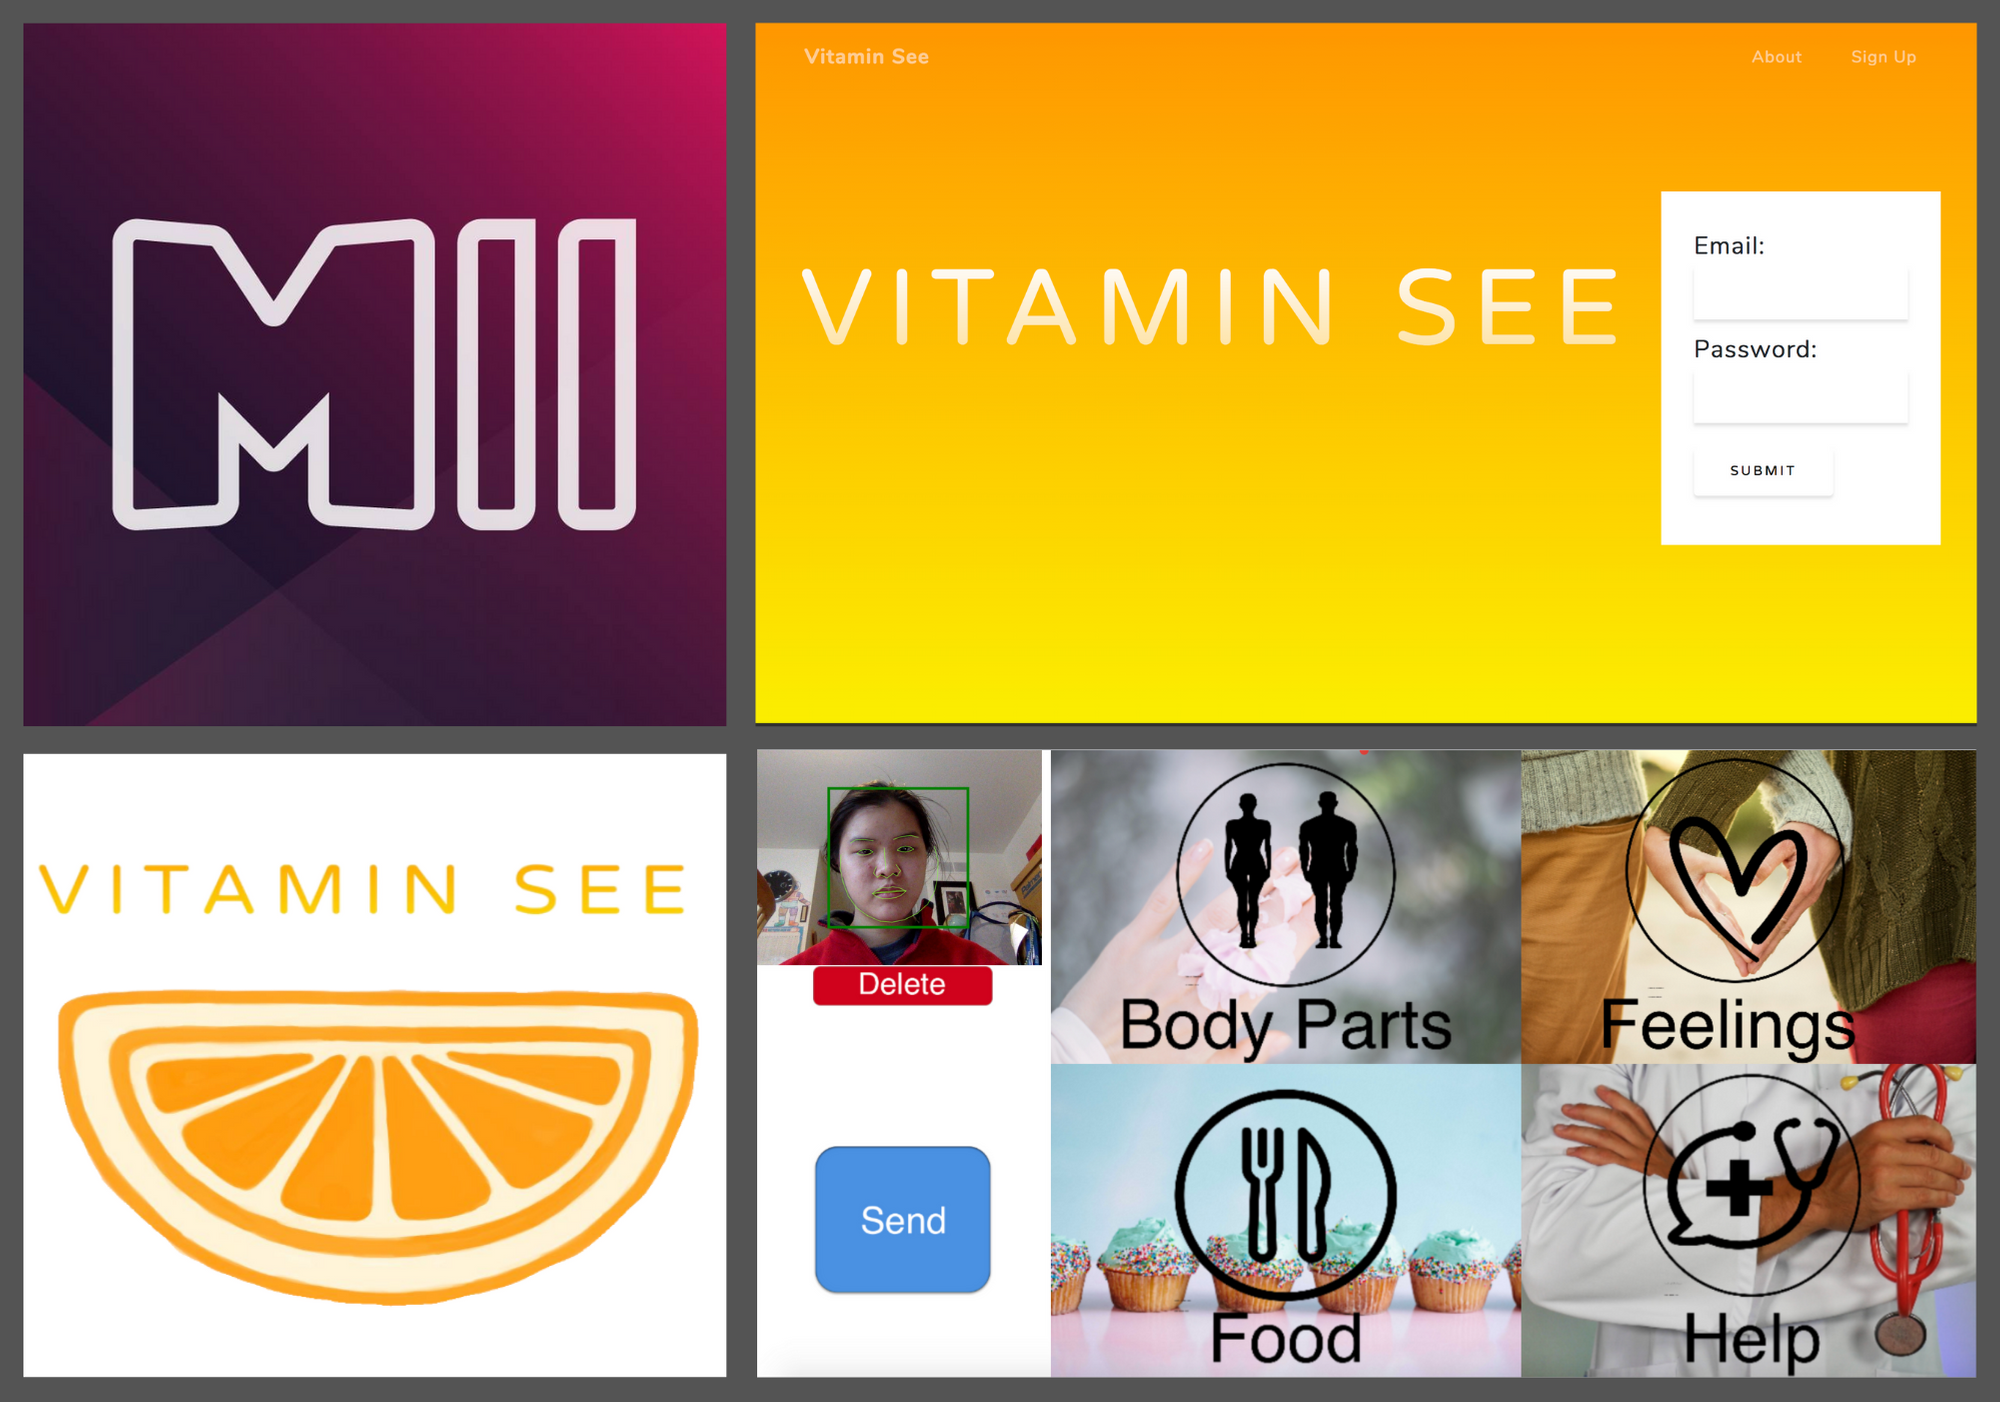 MII
Vitamin See
About
Sign Up
VITAMIN SEE
Email:
Password:
SUBMIT
VITAMIN SEE
Delete
Send
Body Parts
Feelings
Food
Help